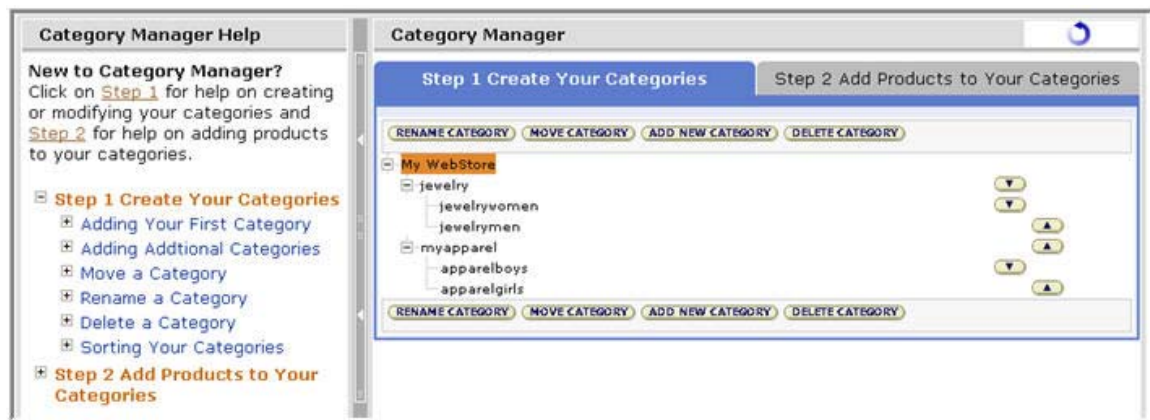 Category Manager Help
New to Category Manager?
Click on Step 1 for help on creating
or modifying your categories and
Step 2 for help on adding products
to your categories.
Step 1 Create Your Categories
Adding Your First Category
Adding Addtional Categories
Move a Category
Rename a Category
Delete a Category
Sorting Your Categories
Step 2 Add Products to Your
Categories
Category Manager
Step 1 Create Your Categories
Step 2 Add Products to Your Categories
RENAME CATEGORY MOVE CATEGORY ADD NEW CATEGORY DELETE CATEGORY
My WebStore
jewelry
jewelrywomen
jewelrymen
myapparel
apparelboys
apparelgirls
RENAME CATEGORY MOVE CATEGORY ADD NEW CATEGORY DELETE CATEGORY